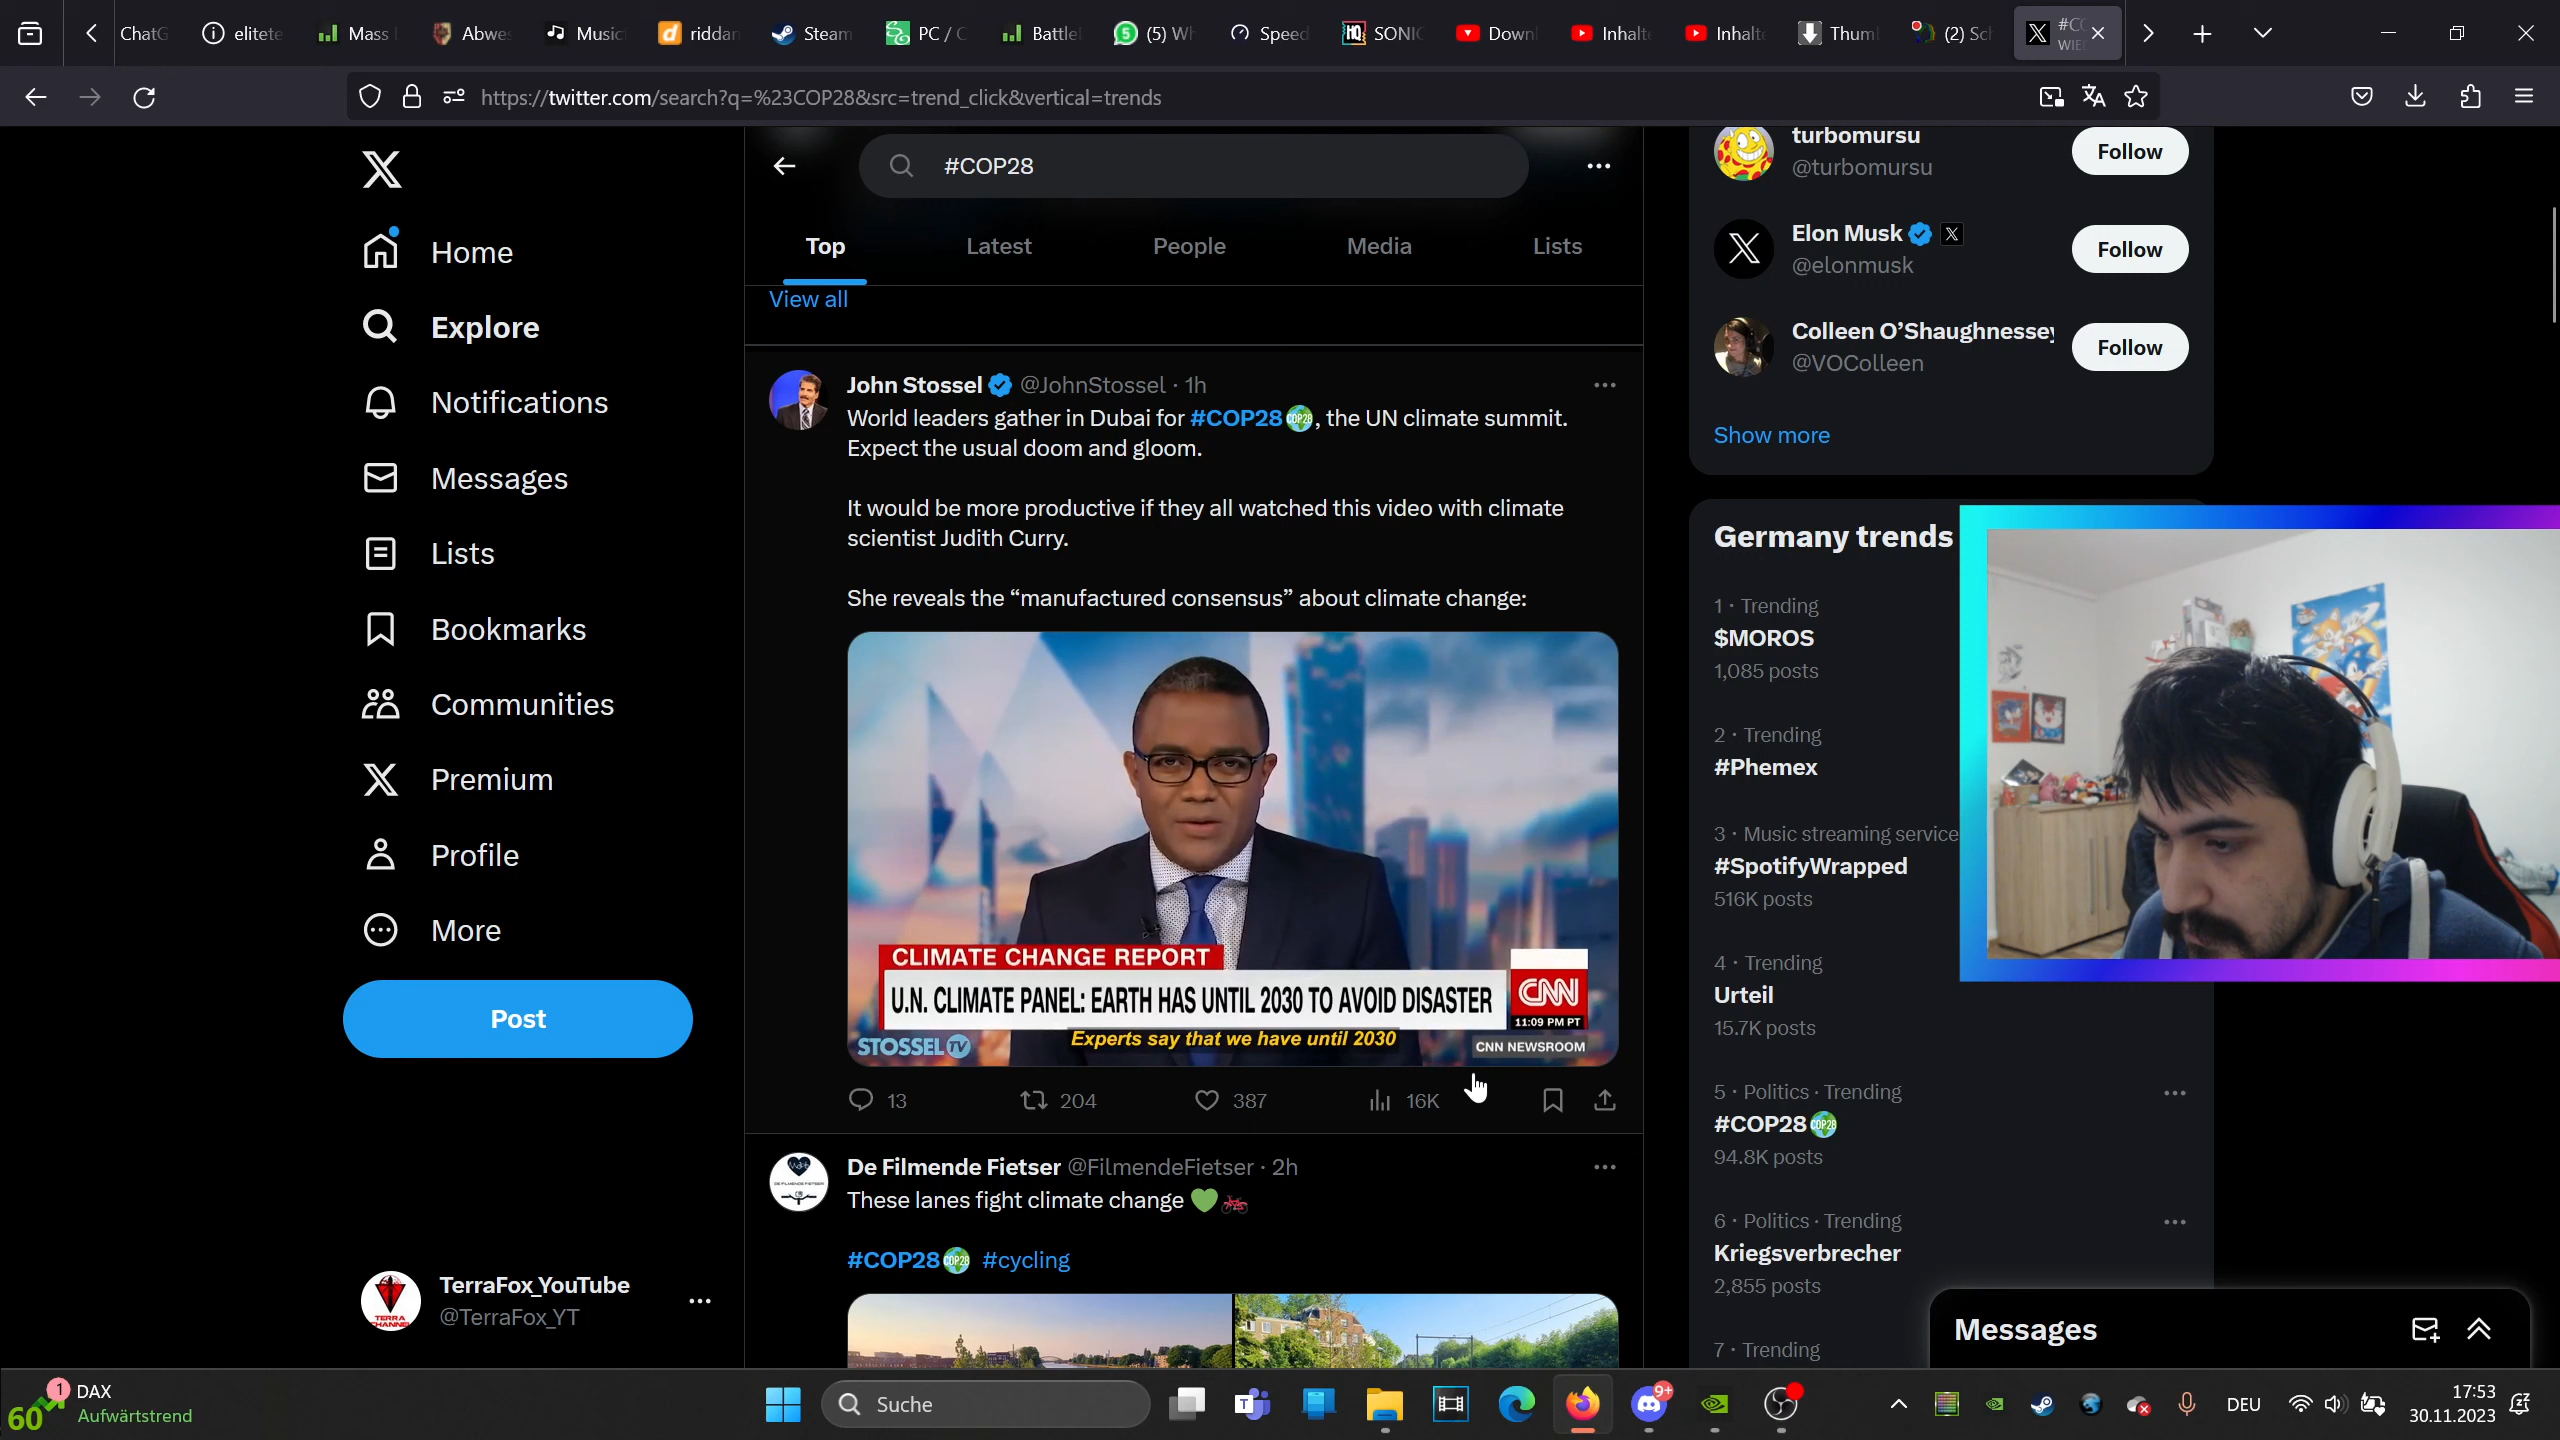 ChatG
elitete
Mass
Abwes
Music
riddan
Steam
PC / C
Battlel
(5) Wh
Speed
SONIC
Down
Inhalt
Inhalt
Thum
(2) Sch
#CO
WIE
https://twitter.com/search?q=%23COP28&src=trend_click&vertical=trends
Home
Explore
Notifications
Messages
Lists
Bookmarks
Communities
Premium
Profile
More
Post
TerraFox_YouTube
@TerraFox_YT
#COP28
Top
Latest
People
Media
Lists
View all
John Stossel @JohnStossel · 1h
World leaders gather in Dubai for #COP28, the UN climate summit.
Expect the usual doom and gloom.
It would be more productive if they all watched this video with climate
scientist Judith Curry.
She reveals the “manufactured consensus” about climate change:
CLIMATE CHANGE REPORT
U.N. CLIMATE PANEL: EARTH HAS UNTIL 2030 TO AVOID DISASTER
CNN
11:09 PM PT
STOSSEL TV
Experts say that we have until 2030
CNN NEWSROOM
13
204
387
16K
De Filmende Fietser @FilmendeFietser · 2h
These lanes fight climate change
#COP28 #cycling
turbomursu
@turbomursu
Follow
Elon Musk
@elonmusk
Follow
Colleen O’Shaughnessey
@VOColleen
Follow
Show more
Germany trends
1 · Trending
$MOROS
1,085 posts
2 · Trending
#Phemex
3 · Music streaming service
#SpotifyWrapped
516K posts
4 · Trending
Urteil
15.7K posts
5 · Politics · Trending
#COP28
94.8K posts
6 · Politics · Trending
Kriegsverbrecher
2,855 posts
7 · Trending
Messages
60
1
DAX
Aufwärtstrend
Suche
9+
DEU
17:53
30.11.2023